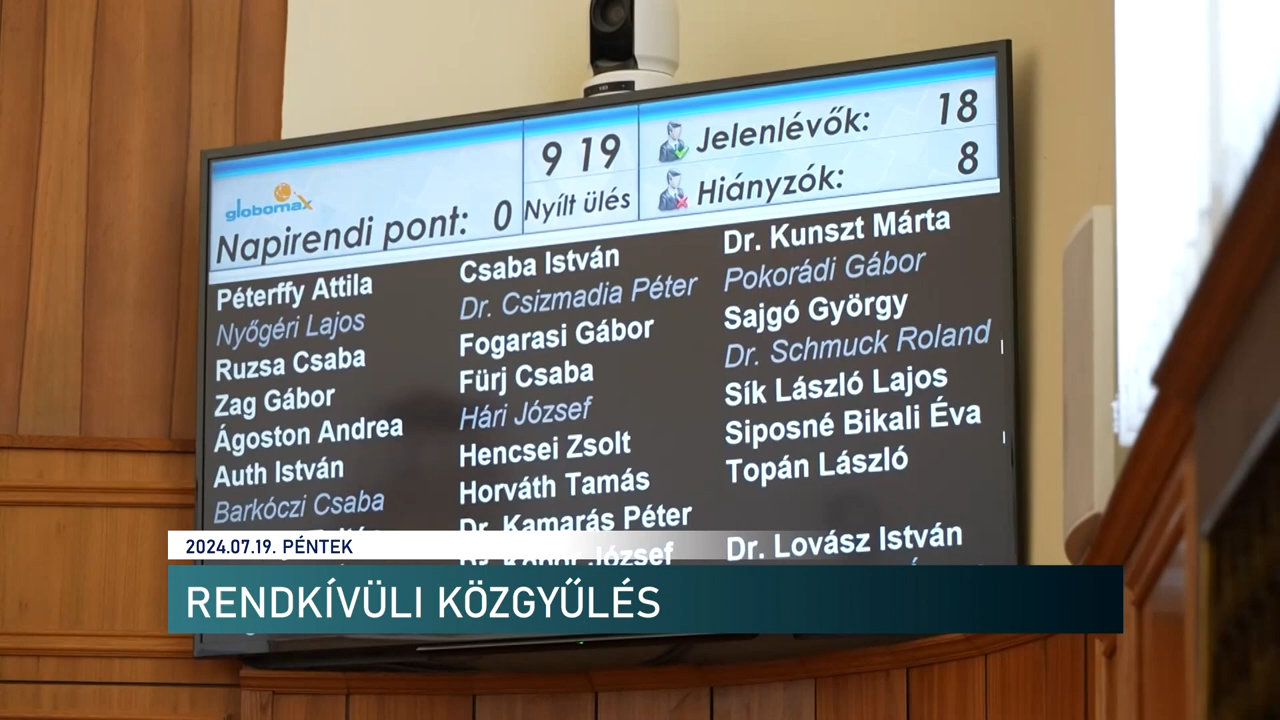 globomax
Napirendi pont: 0
9 19
Nyílt ülés
Jelenlévők: 18
Hiányzók: 8
Péterffy Attila
Nyőgéri Lajos
Ruzsa Csaba
Zag Gábor
Ágoston Andrea
Auth István
Barkóczi Csaba
Csaba István
Dr. Csizmadia Péter
Fogarasi Gábor
Fürj Csaba
Hári József
Hencsei Zsolt
Horváth Tamás
Dr. Kamarás Péter
József
Dr. Kunszt Márta
Pokorádi Gábor
Sajgó György
Dr. Schmuck Roland
Sík László Lajos
Siposné Bikali Éva
Topán László
Dr. Lovász István
2024.07.19. PÉNTEK
RENDKÍVÜLI KÖZGYŰLÉS